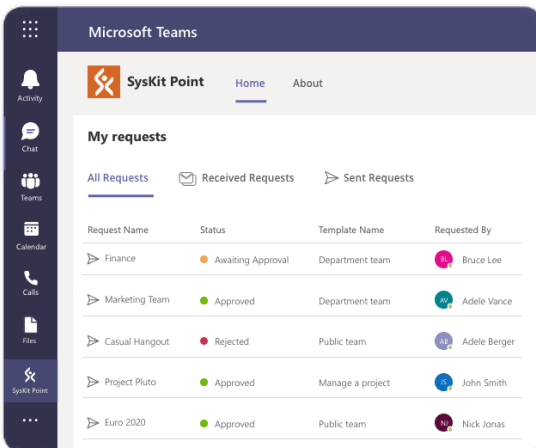 Microsoft Teams
SysKit Point Home About
Activity
Chat
Teams
Calendar
Calls
Files
SysKit Point
My requests
All Requests Received Requests Sent Requests
Request Name Status Template Name Requested By
Finance Awaiting Approval Department team BL Bruce Lee
Marketing Team Approved Department team AV Adele Vance
Casual Hangout Rejected Public team AB Adele Berger
Project Pluto Approved Manage a project JS John Smith
Euro 2020 Approved Public team NJ Nick Jonas